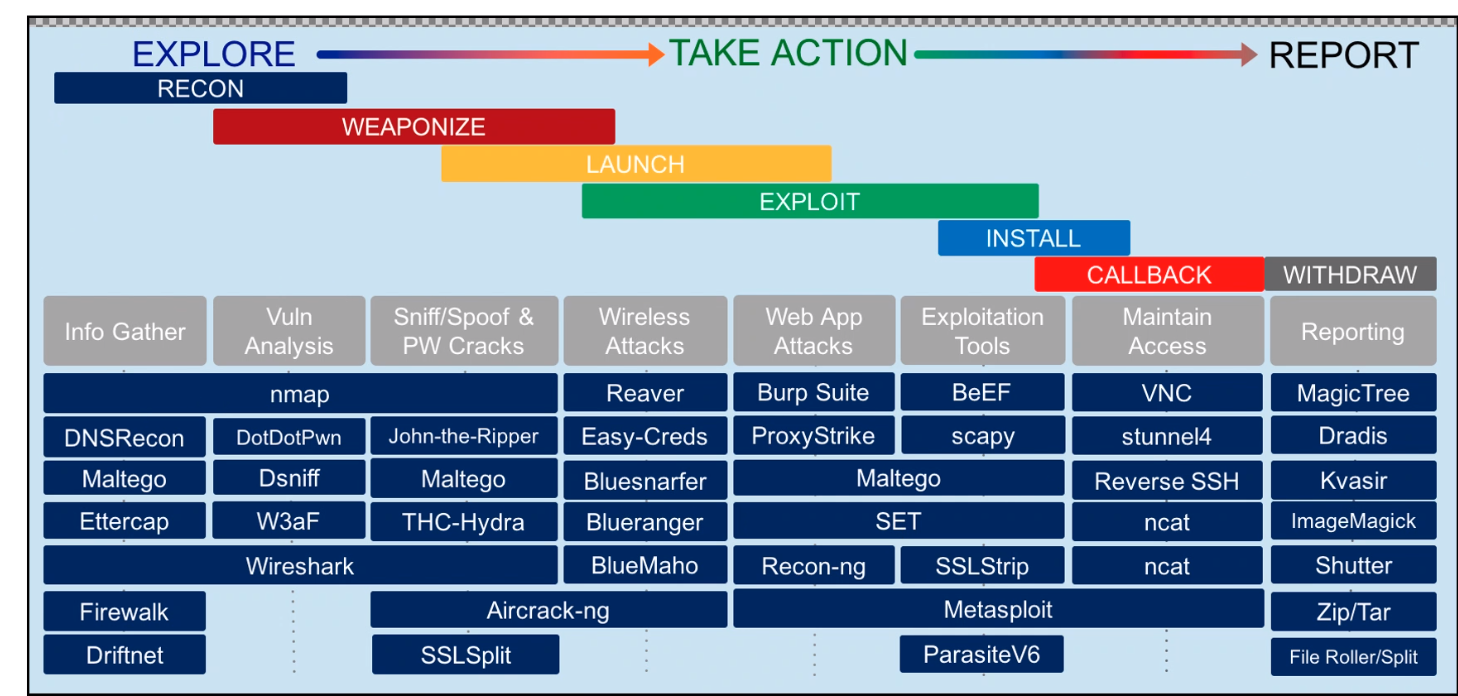 EXPLORE TAKE ACTION REPORT
RECON
WEAPONIZE
LAUNCH
EXPLOIT
INSTALL
CALLBACK WITHDRAW
Info Gather
Vuln
Analysis
Sniff/Spoof &
PW Cracks
Wireless
Attacks
Web App
Attacks
Exploitation
Tools
Maintain
Access
Reporting
nmap Reaver Burp Suite BeEF VNC MagicTree
DNSRecon DotDotPwn John-the-Ripper Easy-Creds ProxyStrike scapy stunnel4 Dradis
Maltego Dsniff Maltego Bluesnarfer Maltego Reverse SSH Kvasir
Ettercap W3aF THC-Hydra Blueranger SET ncat ImageMagick
Wireshark BlueMaho Recon-ng SSLStrip ncat Shutter
Firewalk Aircrack-ng Metasploit Zip/Tar
Driftnet SSLSplit ParasiteV6 File Roller/Split